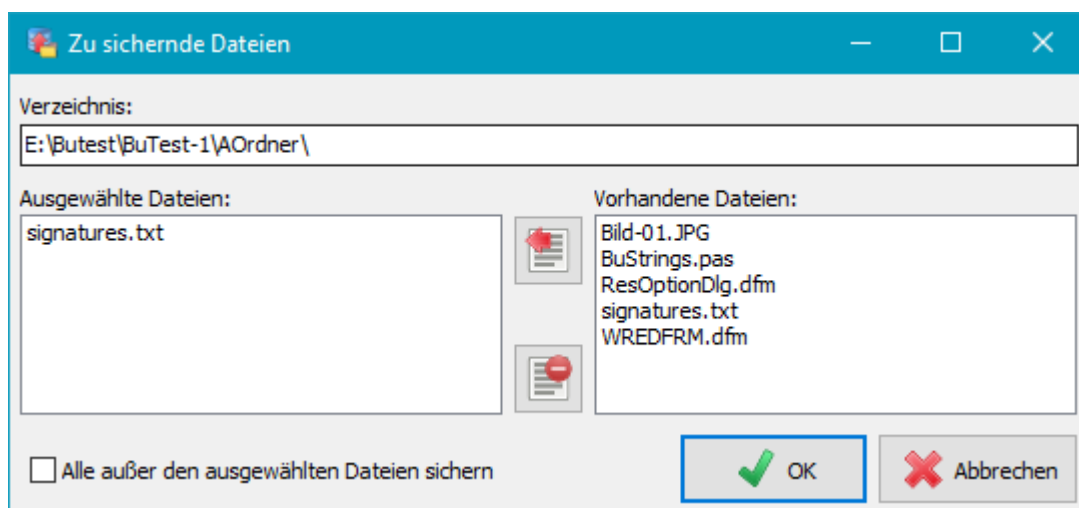 Zu sichernde Dateien
Verzeichnis:
E:\Butest\BuTest-1\AOrdner\
Ausgewählte Dateien:
signatures.txt
Vorhandene Dateien:
Bild-01.JPG
BuStrings.pas
ResOptionDlg.dfm
signatures.txt
WREDFRM.dfm
Alle außer den ausgewählten Dateien sichern
OK
Abbrechen